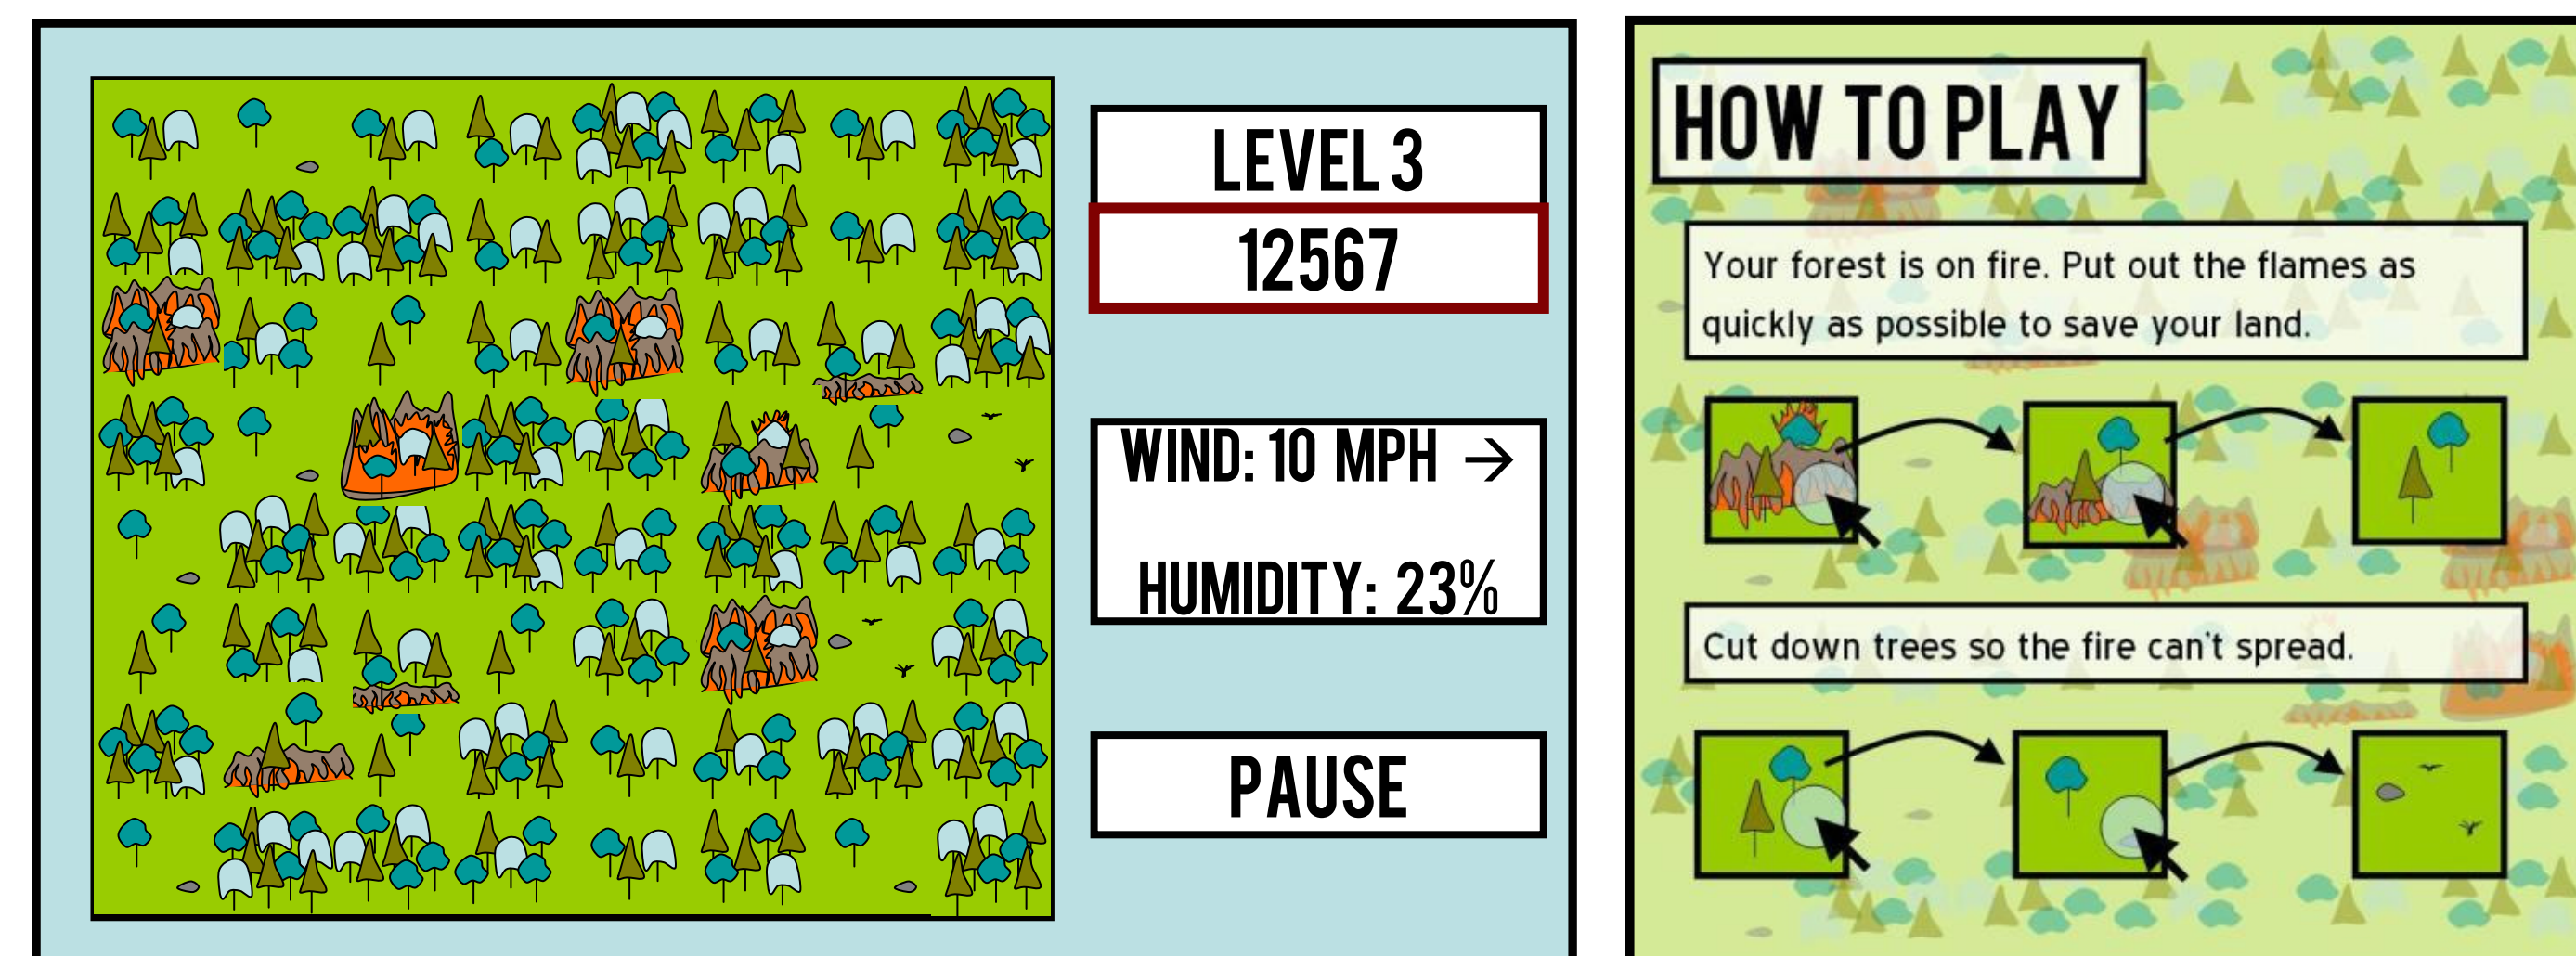 LEVEL 3
12567
WIND: 10 MPH →
HUMIDITY: 23%
PAUSE
HOW TO PLAY
Your forest is on fire. Put out the flames as
quickly as possible to save your land.
Cut down trees so the fire can't spread.